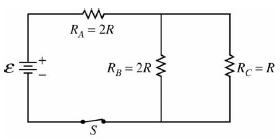 R_A = 2R
ε
+
−
R_B = 2R
R_C = R
S